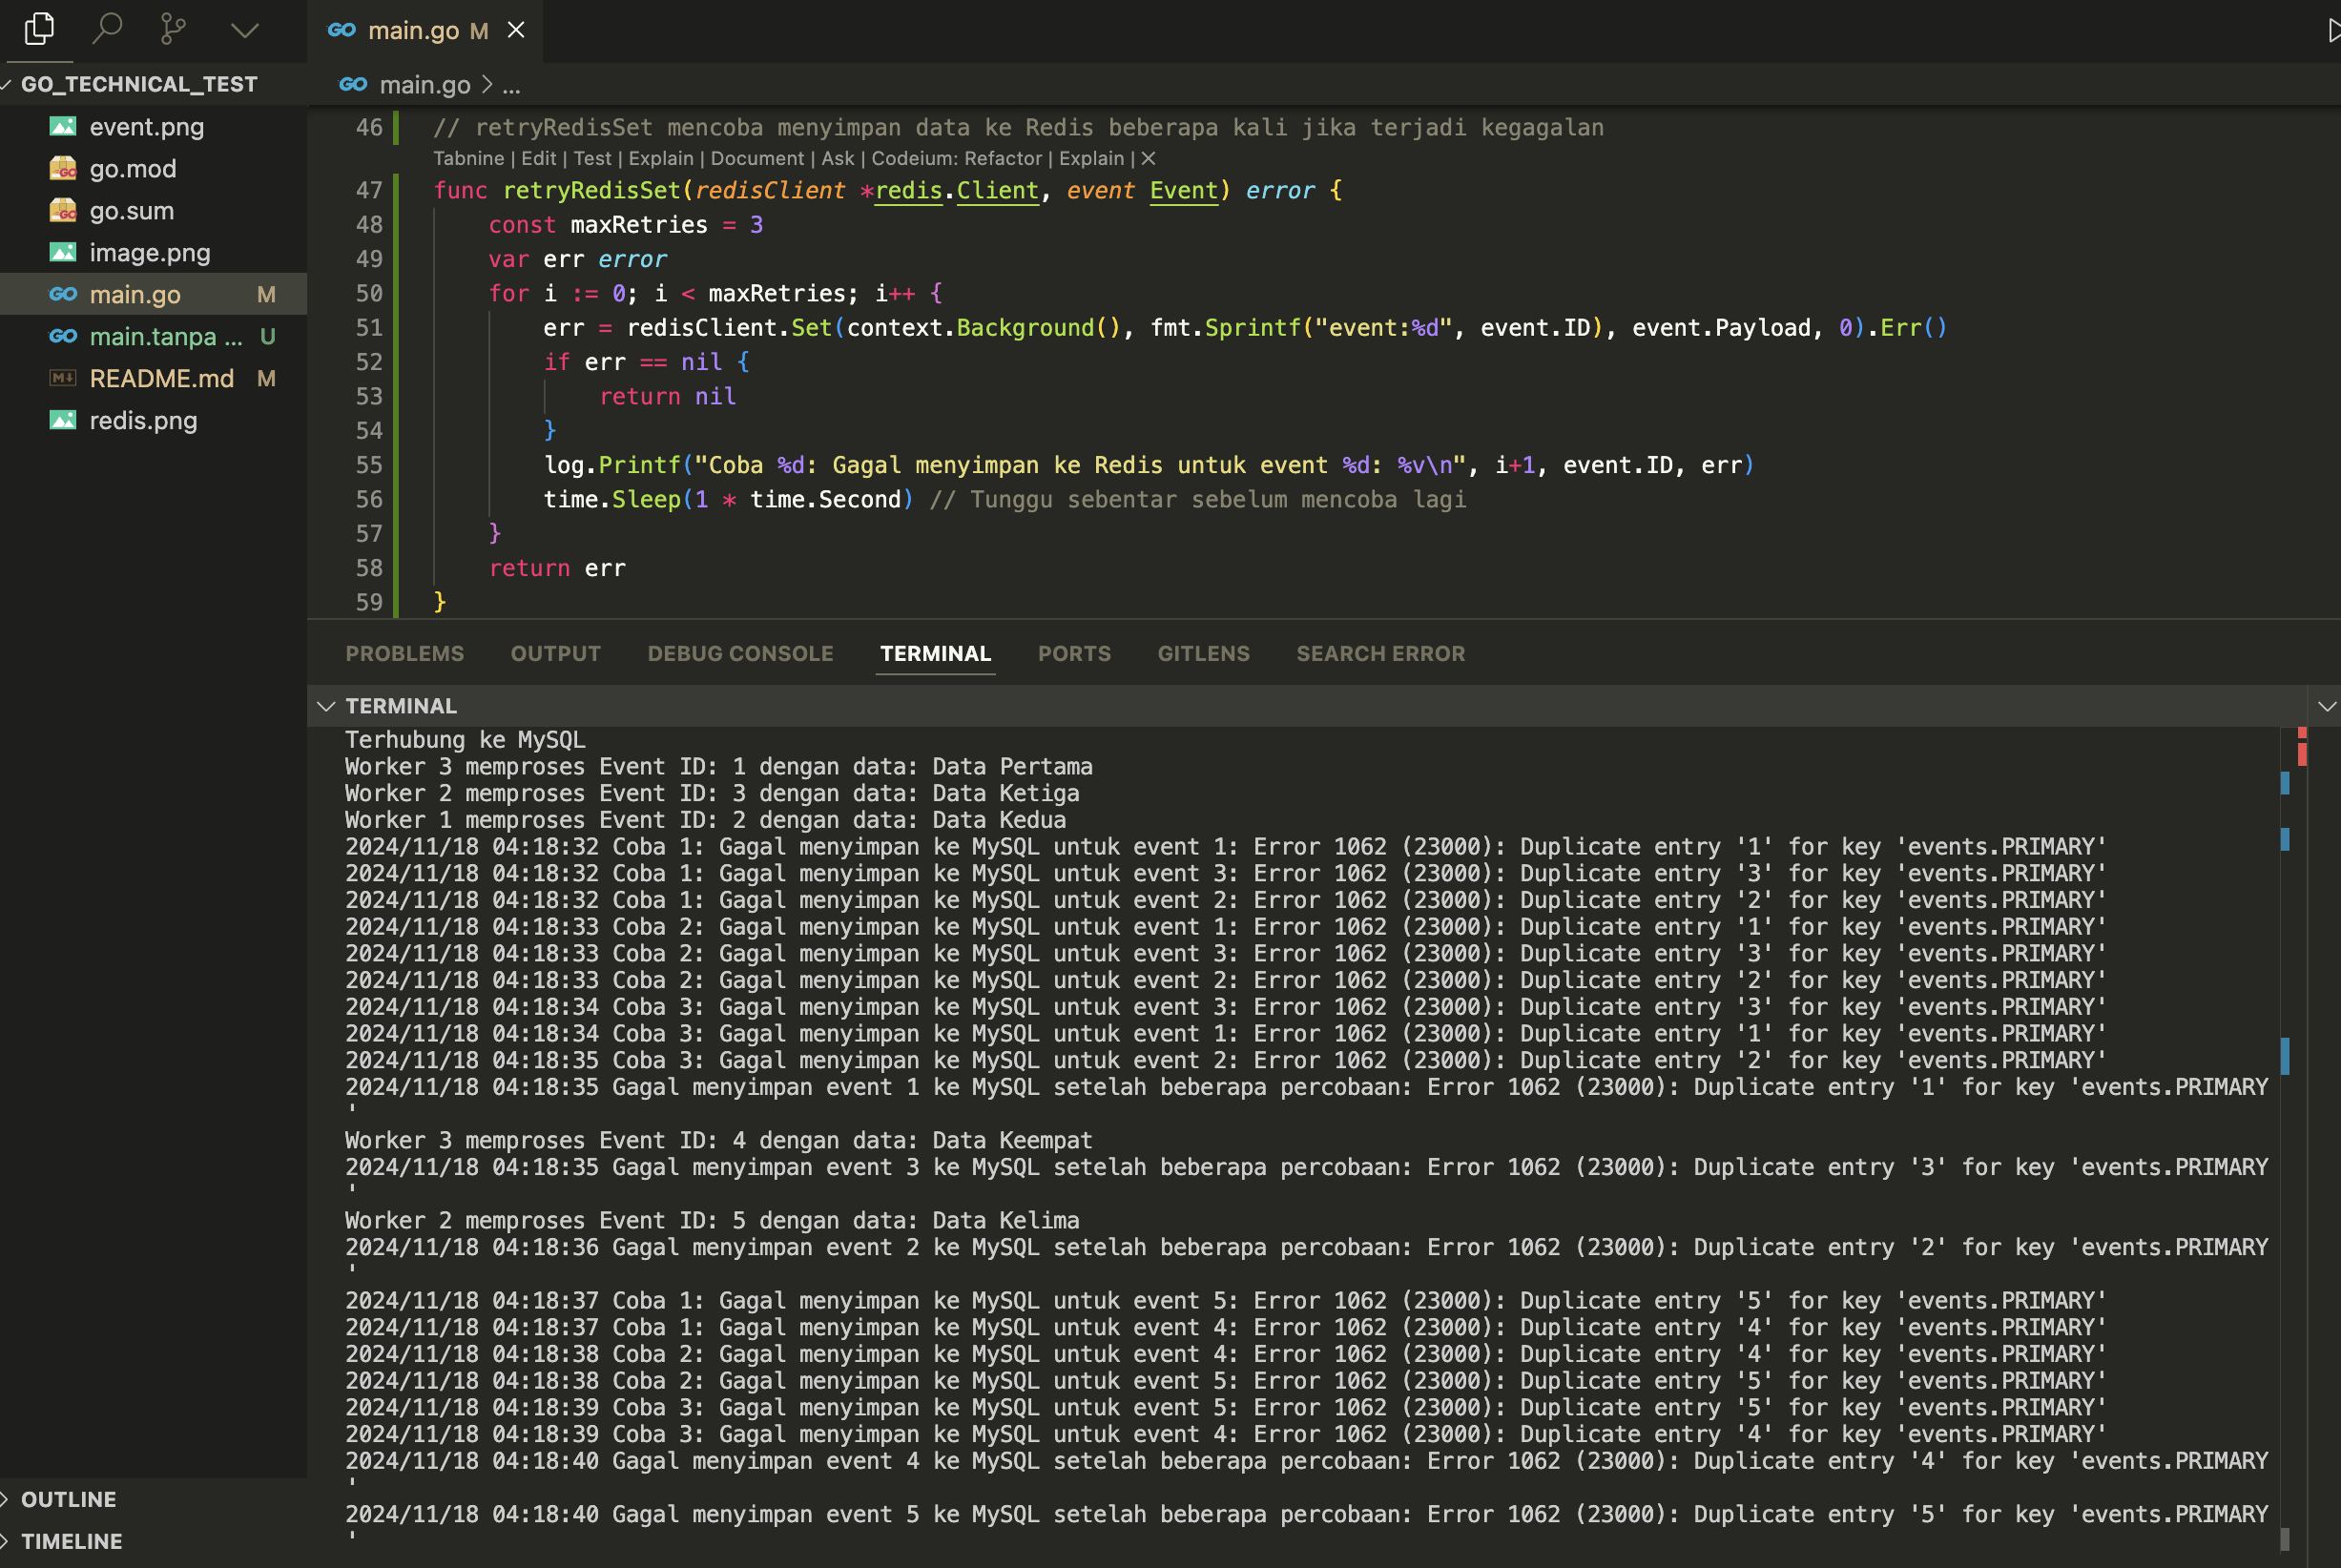 main.go M
GO_TECHNICAL_TEST
event.png
go.mod
go.sum
image.png
main.go M
main.tanpa ... U
README.md M
redis.png
OUTLINE
TIMELINE
main.go > ...
46 // retryRedisSet mencoba menyimpan data ke Redis beberapa kali jika terjadi kegagalan
Tabnine | Edit | Test | Explain | Document | Ask | Codeium: Refactor | Explain | X
47 func retryRedisSet(redisClient *redis.Client, event Event) error {
48 const maxRetries = 3
49 var err error
50 for i := 0; i < maxRetries; i++ {
51 err = redisClient.Set(context.Background(), fmt.Sprintf("event:%d", event.ID), event.Payload, 0).Err()
52 if err == nil {
53 return nil
54 }
55 log.Printf("Coba %d: Gagal menyimpan ke Redis untuk event %d: %v\n", i+1, event.ID, err)
56 time.Sleep(1 * time.Second) // Tunggu sebentar sebelum mencoba lagi
57 }
58 return err
59 }
PROBLEMS OUTPUT DEBUG CONSOLE TERMINAL PORTS GITLENS SEARCH ERROR
TERMINAL
Terhubung ke MySQL
Worker 3 memproses Event ID: 1 dengan data: Data Pertama
Worker 2 memproses Event ID: 3 dengan data: Data Ketiga
Worker 1 memproses Event ID: 2 dengan data: Data Kedua
2024/11/18 04:18:32 Coba 1: Gagal menyimpan ke MySQL untuk event 1: Error 1062 (23000): Duplicate entry '1' for key 'events.PRIMARY'
2024/11/18 04:18:32 Coba 1: Gagal menyimpan ke MySQL untuk event 3: Error 1062 (23000): Duplicate entry '3' for key 'events.PRIMARY'
2024/11/18 04:18:32 Coba 1: Gagal menyimpan ke MySQL untuk event 2: Error 1062 (23000): Duplicate entry '2' for key 'events.PRIMARY'
2024/11/18 04:18:33 Coba 2: Gagal menyimpan ke MySQL untuk event 1: Error 1062 (23000): Duplicate entry '1' for key 'events.PRIMARY'
2024/11/18 04:18:33 Coba 2: Gagal menyimpan ke MySQL untuk event 3: Error 1062 (23000): Duplicate entry '3' for key 'events.PRIMARY'
2024/11/18 04:18:33 Coba 2: Gagal menyimpan ke MySQL untuk event 2: Error 1062 (23000): Duplicate entry '2' for key 'events.PRIMARY'
2024/11/18 04:18:34 Coba 3: Gagal menyimpan ke MySQL untuk event 3: Error 1062 (23000): Duplicate entry '3' for key 'events.PRIMARY'
2024/11/18 04:18:34 Coba 3: Gagal menyimpan ke MySQL untuk event 1: Error 1062 (23000): Duplicate entry '1' for key 'events.PRIMARY'
2024/11/18 04:18:35 Coba 3: Gagal menyimpan ke MySQL untuk event 2: Error 1062 (23000): Duplicate entry '2' for key 'events.PRIMARY'
2024/11/18 04:18:35 Gagal menyimpan event 1 ke MySQL setelah beberapa percobaan: Error 1062 (23000): Duplicate entry '1' for key 'events.PRIMARY
'
Worker 3 memproses Event ID: 4 dengan data: Data Keempat
2024/11/18 04:18:35 Gagal menyimpan event 3 ke MySQL setelah beberapa percobaan: Error 1062 (23000): Duplicate entry '3' for key 'events.PRIMARY
'
Worker 2 memproses Event ID: 5 dengan data: Data Kelima
2024/11/18 04:18:36 Gagal menyimpan event 2 ke MySQL setelah beberapa percobaan: Error 1062 (23000): Duplicate entry '2' for key 'events.PRIMARY
'
2024/11/18 04:18:37 Coba 1: Gagal menyimpan ke MySQL untuk event 5: Error 1062 (23000): Duplicate entry '5' for key 'events.PRIMARY'
2024/11/18 04:18:37 Coba 1: Gagal menyimpan ke MySQL untuk event 4: Error 1062 (23000): Duplicate entry '4' for key 'events.PRIMARY'
2024/11/18 04:18:38 Coba 2: Gagal menyimpan ke MySQL untuk event 4: Error 1062 (23000): Duplicate entry '4' for key 'events.PRIMARY'
2024/11/18 04:18:38 Coba 2: Gagal menyimpan ke MySQL untuk event 5: Error 1062 (23000): Duplicate entry '5' for key 'events.PRIMARY'
2024/11/18 04:18:39 Coba 3: Gagal menyimpan ke MySQL untuk event 5: Error 1062 (23000): Duplicate entry '5' for key 'events.PRIMARY'
2024/11/18 04:18:39 Coba 3: Gagal menyimpan ke MySQL untuk event 4: Error 1062 (23000): Duplicate entry '4' for key 'events.PRIMARY'
2024/11/18 04:18:40 Gagal menyimpan event 4 ke MySQL setelah beberapa percobaan: Error 1062 (23000): Duplicate entry '4' for key 'events.PRIMARY
'
2024/11/18 04:18:40 Gagal menyimpan event 5 ke MySQL setelah beberapa percobaan: Error 1062 (23000): Duplicate entry '5' for key 'events.PRIMARY
'